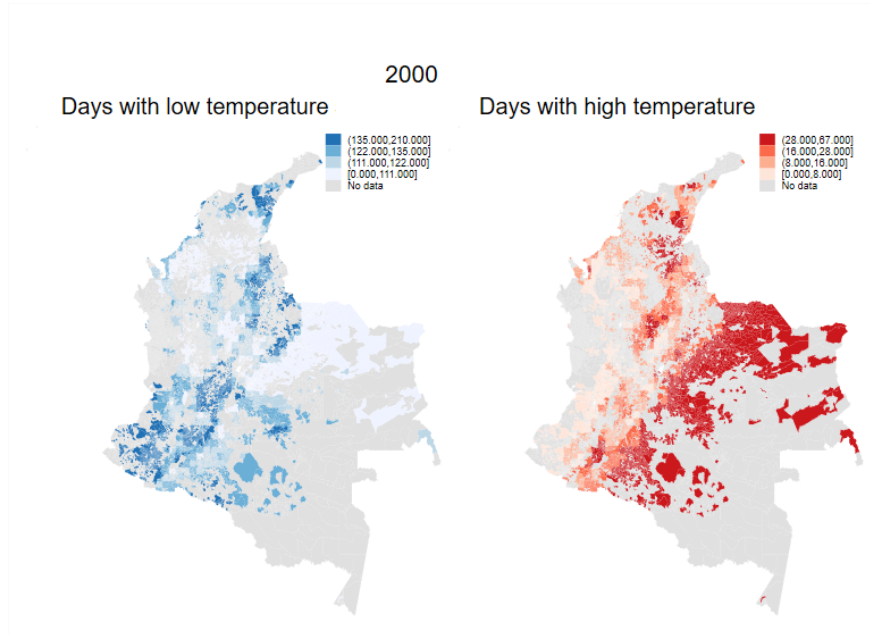 2000
Days with low temperature
(135.000,210.000]
(122.000,135.000]
(111.000,122.000]
[0.000,111.000]
No data
Days with high temperature
(28.000,67.000]
(16.000,28.000]
(8.000,16.000]
[0.000,8.000]
No data